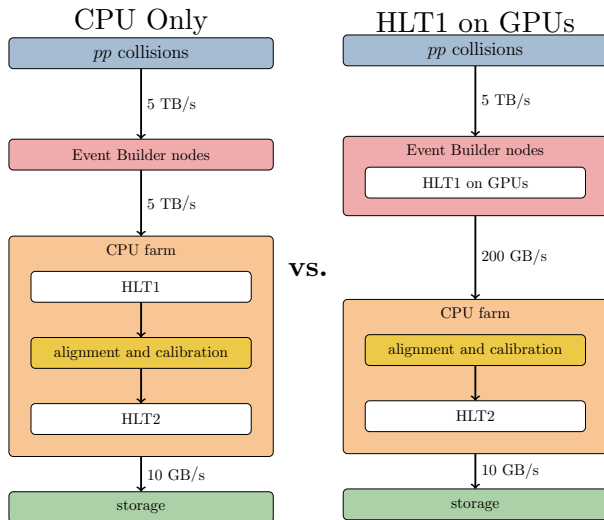 CPU Only
pp collisions
5 TB/s
Event Builder nodes
5 TB/s
CPU farm
HLT1
alignment and calibration
HLT2
10 GB/s
storage
vs.
HLT1 on GPUs
pp collisions
5 TB/s
Event Builder nodes
HLT1 on GPUs
200 GB/s
CPU farm
alignment and calibration
HLT2
10 GB/s
storage